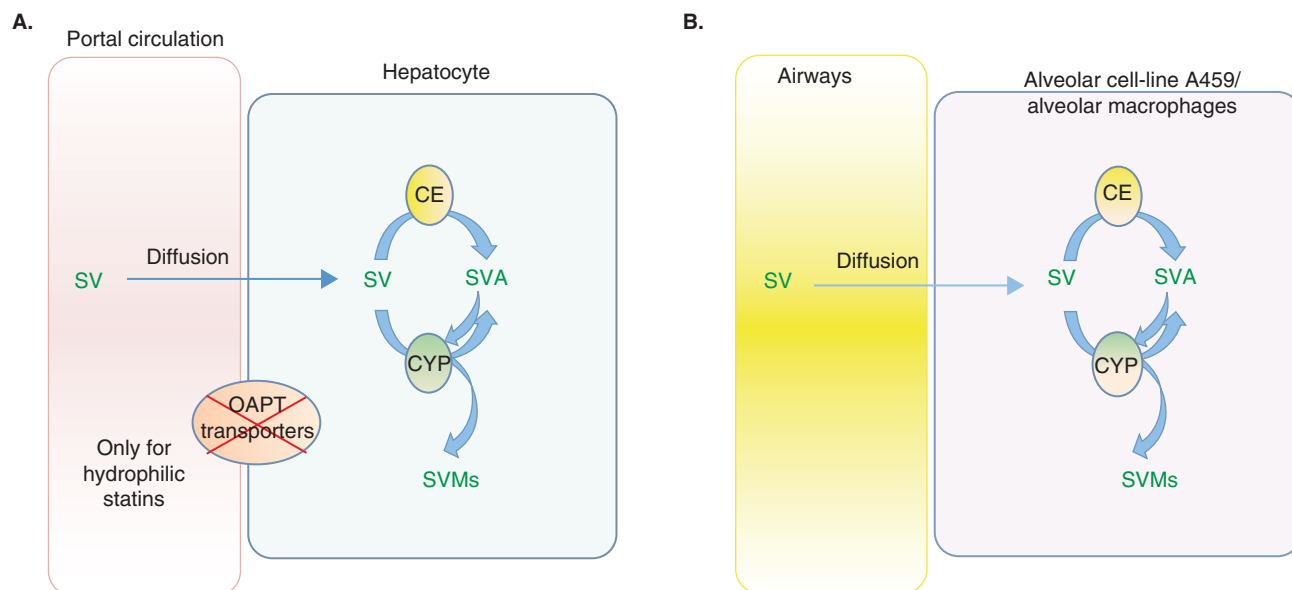 A.
Portal circulation
Hepatocyte
CE
Diffusion
SV
SV
SVA
CYP
OAPT
transporters
Only for
hydrophilic
statins
SVMs
B.
Airways
Alveolar cell-line A459/
alveolar macrophages
CE
Diffusion
SV
SV
SVA
CYP
SVMs